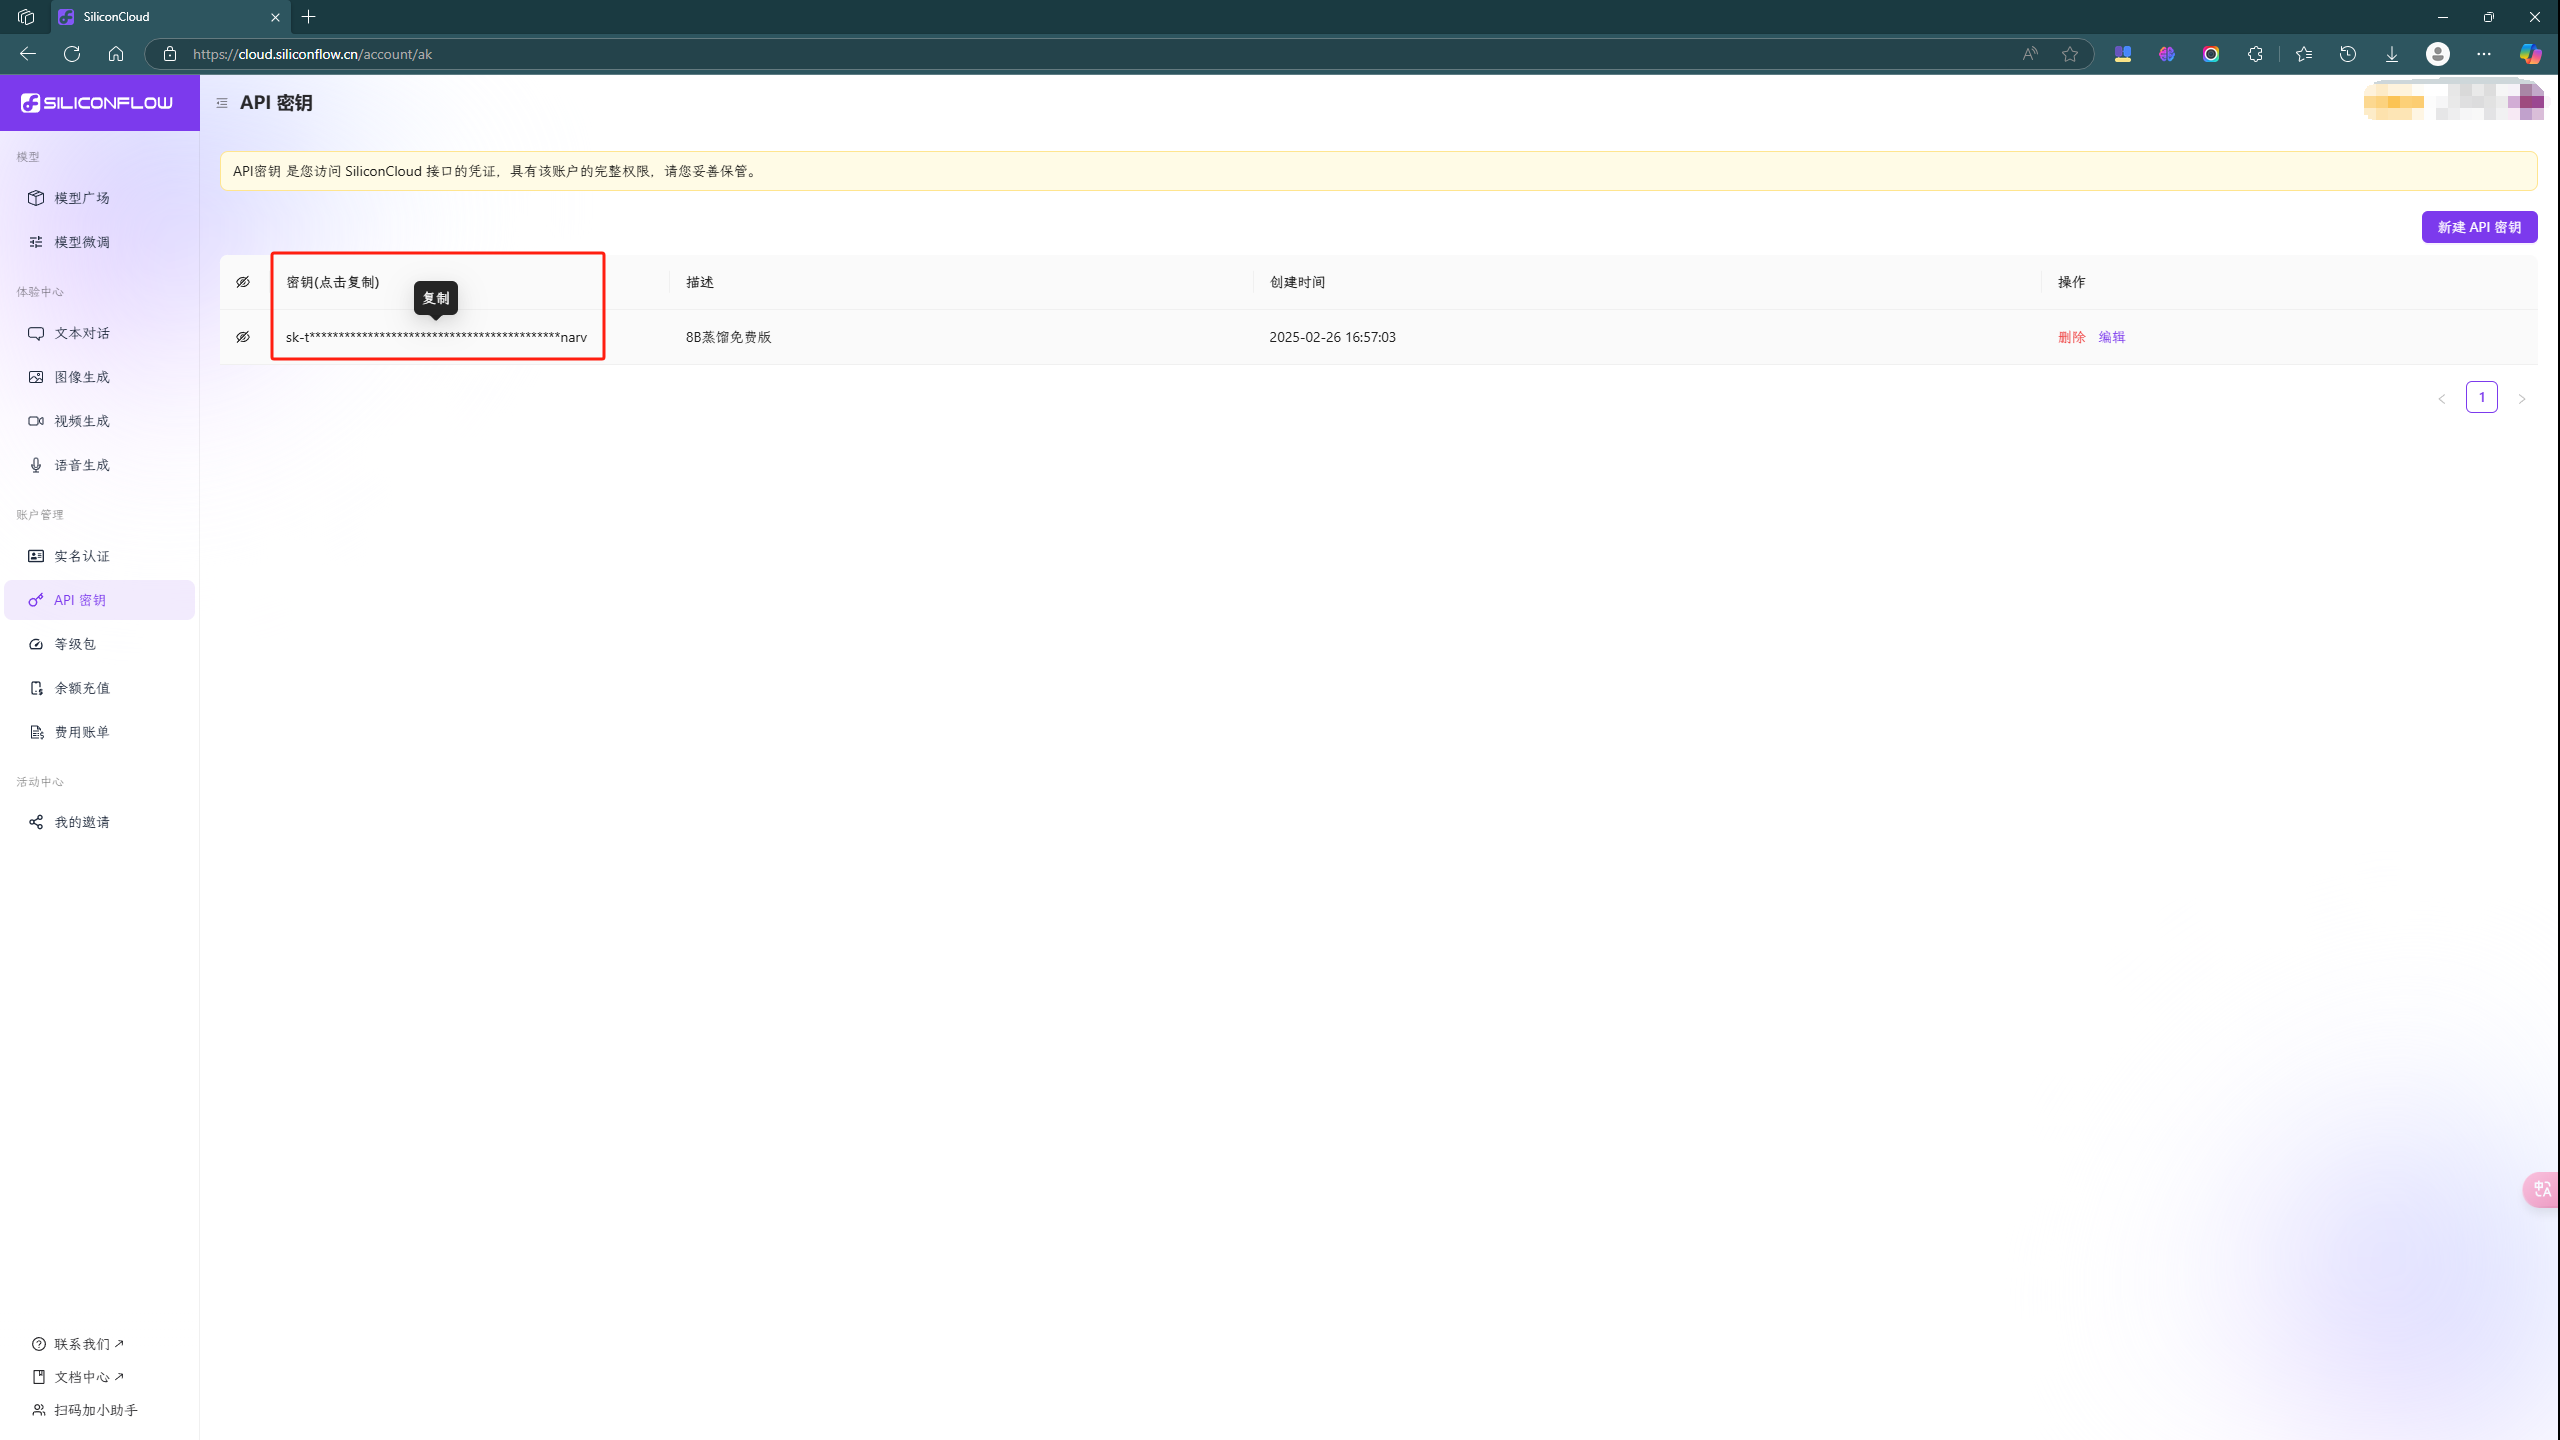 SiliconCloud
https://cloud.siliconflow.cn/account/ak
SILICONFLOW
API 密钥
模型
模型广场
模型微调
体验中心
文本对话
图像生成
视频生成
语音生成
账户管理
实名认证
API 密钥
等级包
余额充值
费用账单
活动中心
我的邀请
联系我们
文档中心
扫码加小助手
API密钥 是您访问 SiliconCloud 接口的凭证，具有该账户的完整权限，请您妥善保管。
新建 API 密钥
密钥(点击复制) 描述 创建时间 操作
复制
sk-t********************************************narv 8B蒸馏免费版 2025-02-26 16:57:03 删除 编辑
1